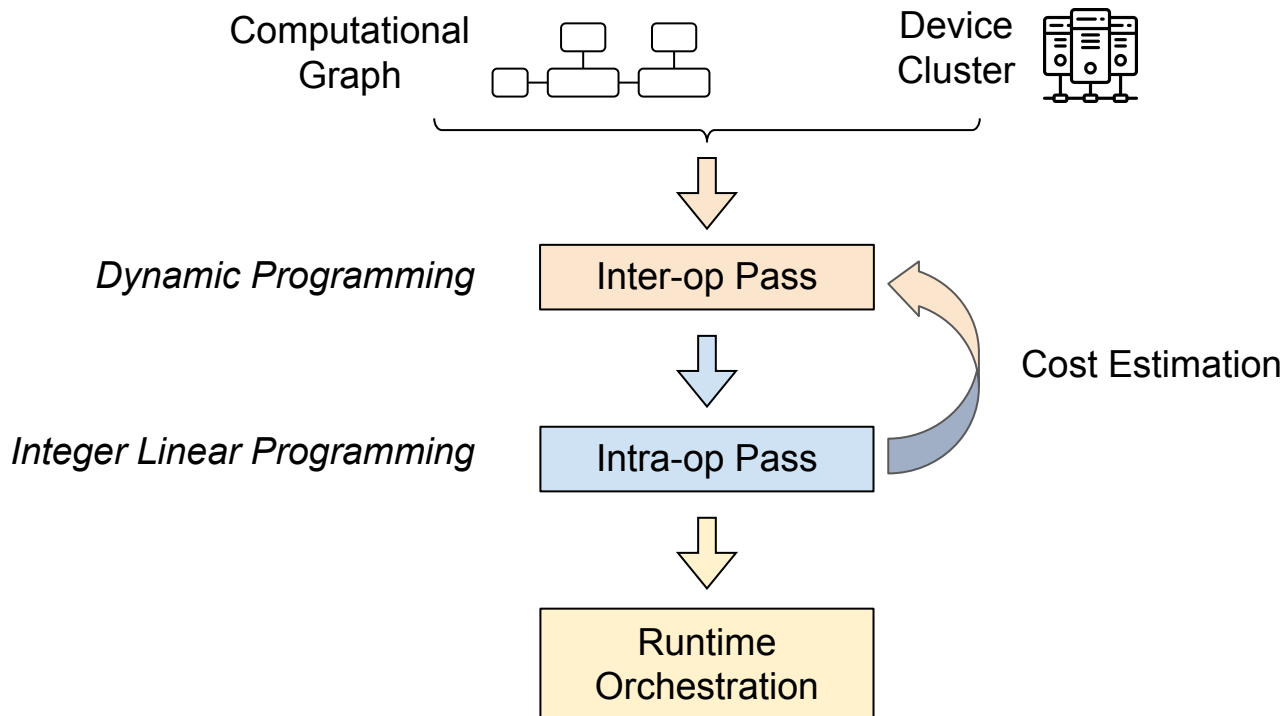 Computational
Graph
Device
Cluster
Dynamic Programming
Inter-op Pass
Cost Estimation
Integer Linear Programming
Intra-op Pass
Runtime
Orchestration